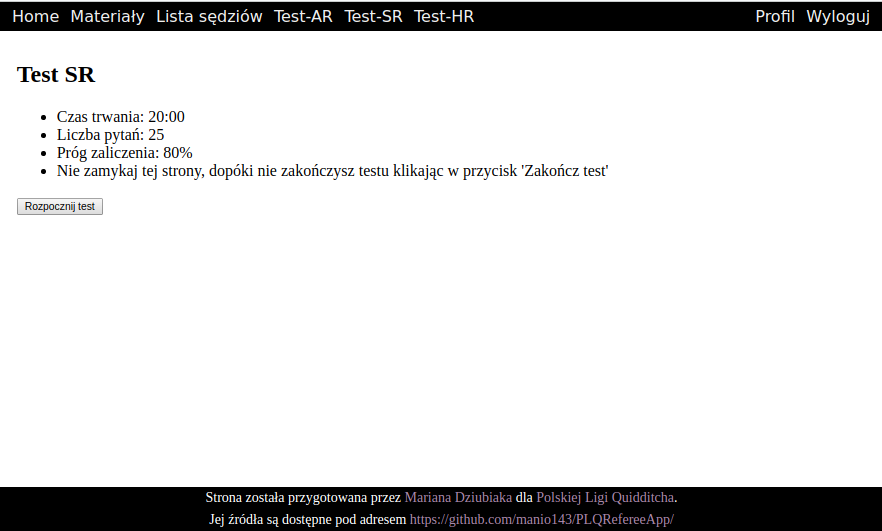 Home Materiały Lista sędziów Test-AR Test-SR Test-HR Profil Wyloguj
Test SR
Czas trwania: 20:00
Liczba pytań: 25
Próg zaliczenia: 80%
Nie zamykaj tej strony, dopóki nie zakończysz testu klikając w przycisk 'Zakończ test'
Rozpocznij test
Strona została przygotowana przez Mariana Dziubiaka dla Polskiej Ligi Quidditcha.
Jej źródła są dostępne pod adresem https://github.com/manio143/PLQRefereeApp/